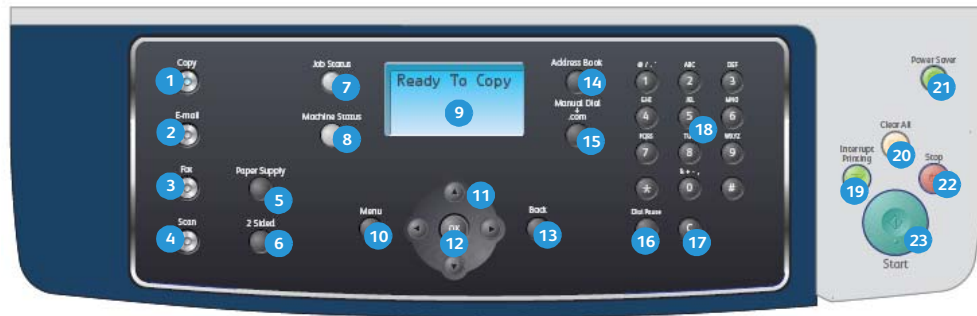 Copy
1
E-mail
2
Fax
3
Scan
4
Paper Supply
5
2 Sided
6
Job Status
7
Machine Status
8
Ready To Copy
9
Menu
10
11
OK
12
Back
13
Address Book
14
Manual Dial
+
.com
15
ABC DEF
1 2 3
GHI JKL MNO
4 5 6
18
PQRS WXYZ
7 8 9
* 0 #
Dial Pause
16
C
17
Power Saver
21
Clear All
20
Interrupt
Printing
19
Stop
22
23
Start